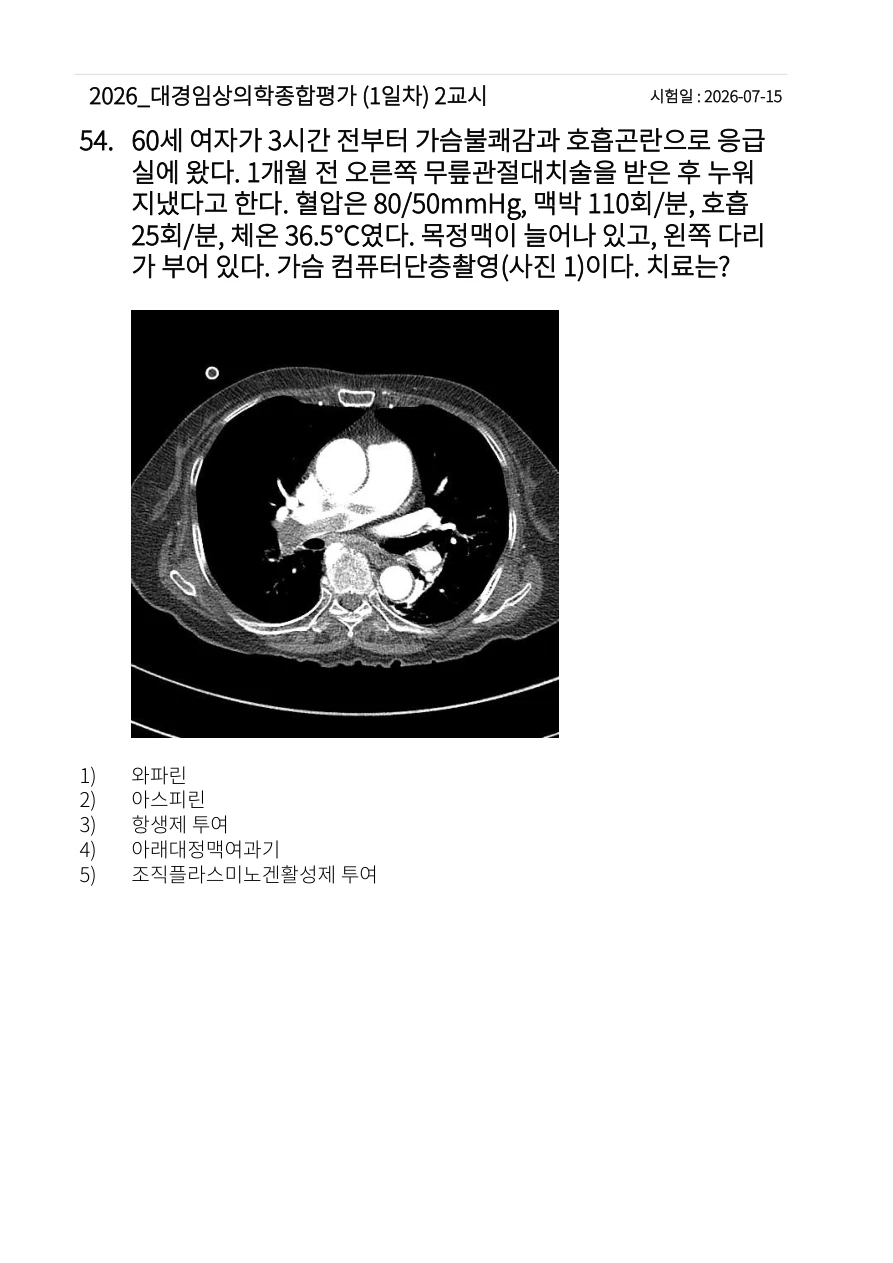 2026_대경임상의학종합평가 (1일차) 2교시
시험일 : 2026-07-15
54. 60세 여자가 3시간 전부터 가슴불쾌감과 호흡곤란으로 응급
실에 왔다. 1개월 전 오른쪽 무릎관절대치술을 받은 후 누워
지냈다고 한다. 혈압은 80/50mmHg, 맥박 110회/분, 호흡
25회/분, 체온 36.5℃였다. 목정맥이 늘어나 있고, 왼쪽 다리
가 부어 있다. 가슴 컴퓨터단층촬영(사진 1)이다. 치료는?
1) 와파린
2) 아스피린
3) 항생제 투여
4) 아래대정맥여과기
5) 조직플라스미노겐활성제 투여